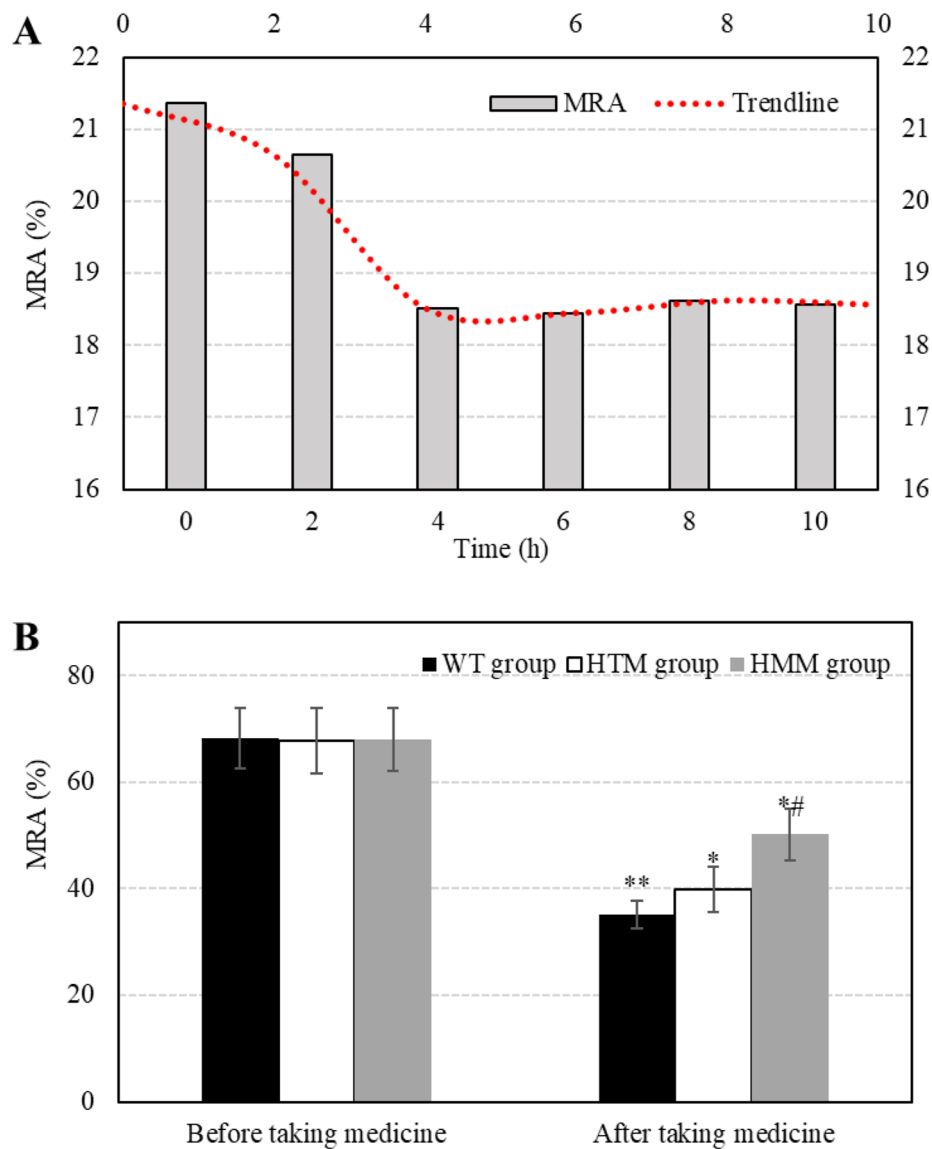 A
0 2 4 6 8 10
22 22
MRA Trendline
21 21
20 20
19 19
18 18
17 17
16 16
MRA (%)
0 2 4 6 8 10
Time (h)
B
WT group HTM group HMM group
80
60
40
20
0
MRA (%)
** * *#
Before taking medicine After taking medicine